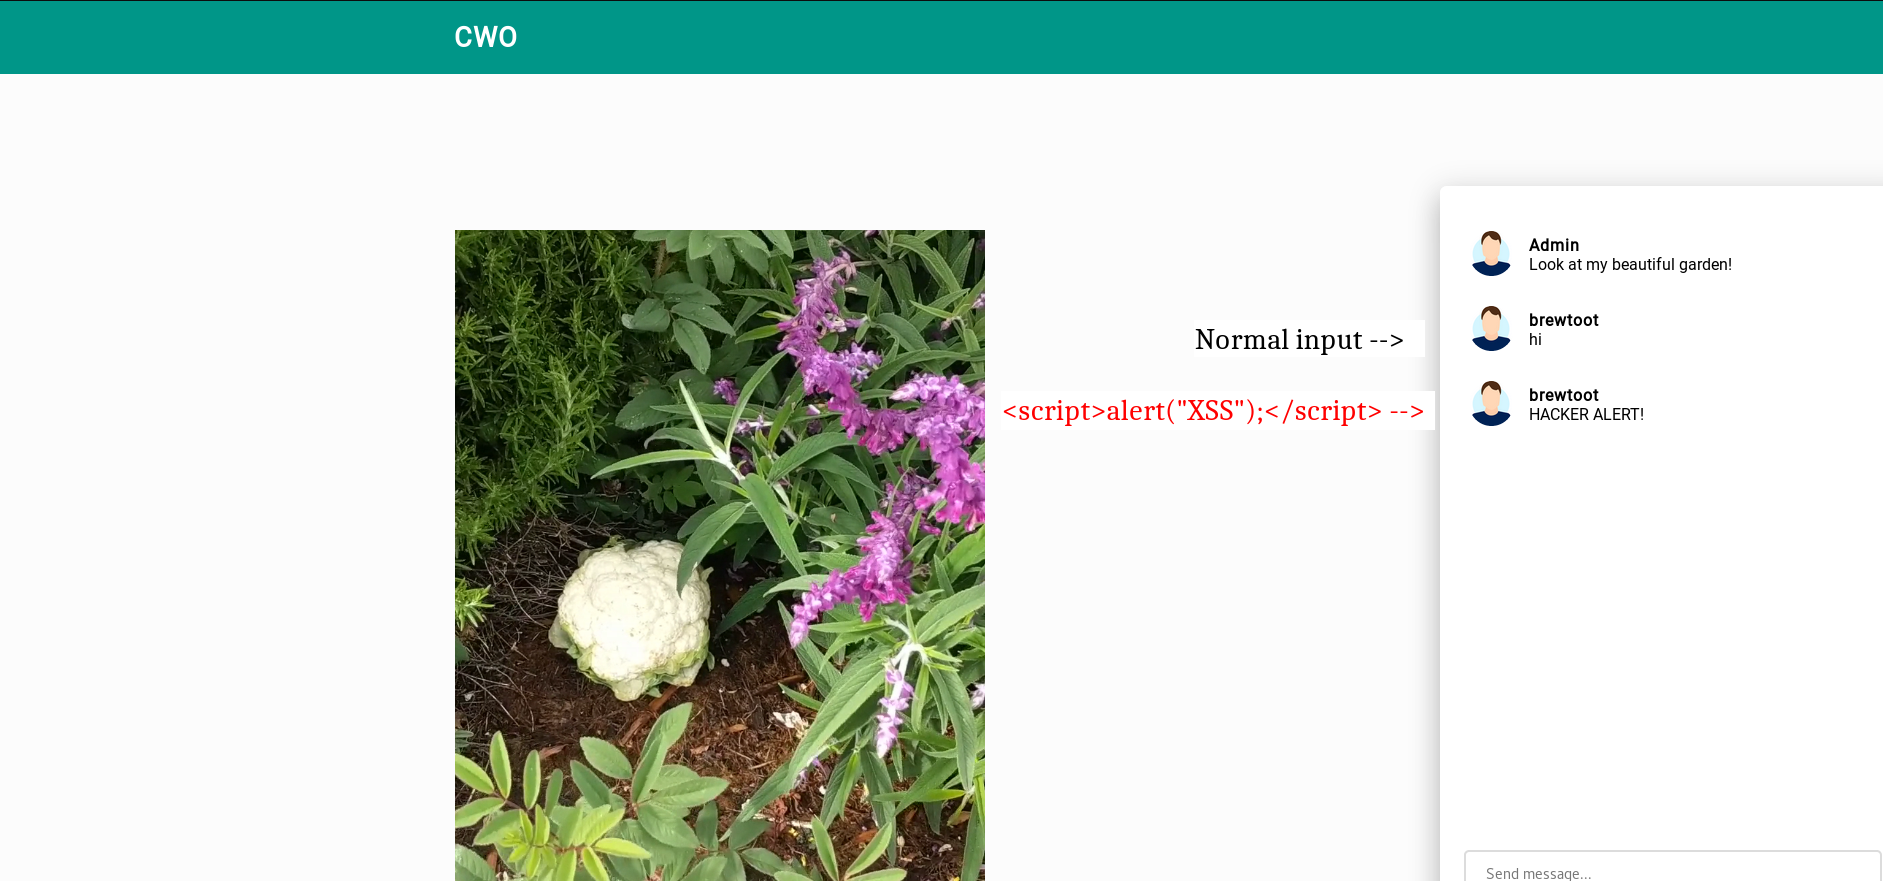 CWO
Normal input -->
<script>alert("XSS");</script> -->
Admin
Look at my beautiful garden!
brewtoot
hi
brewtoot
HACKER ALERT!
Send message...